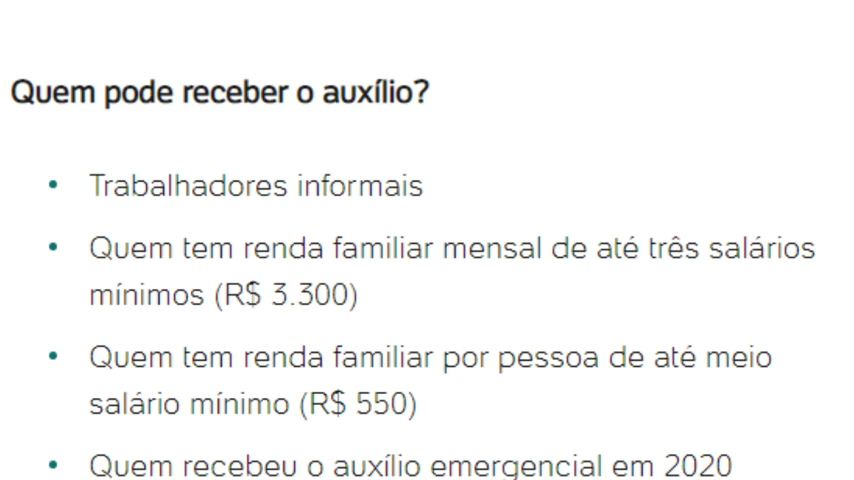 Quem pode receber o auxílio?
• Trabalhadores informais
• Quem tem renda familiar mensal de até três salários
mínimos (R$ 3.300)
• Quem tem renda familiar por pessoa de até meio
salário mínimo (R$ 550)
• Quem recebeu o auxílio emergencial em 2020